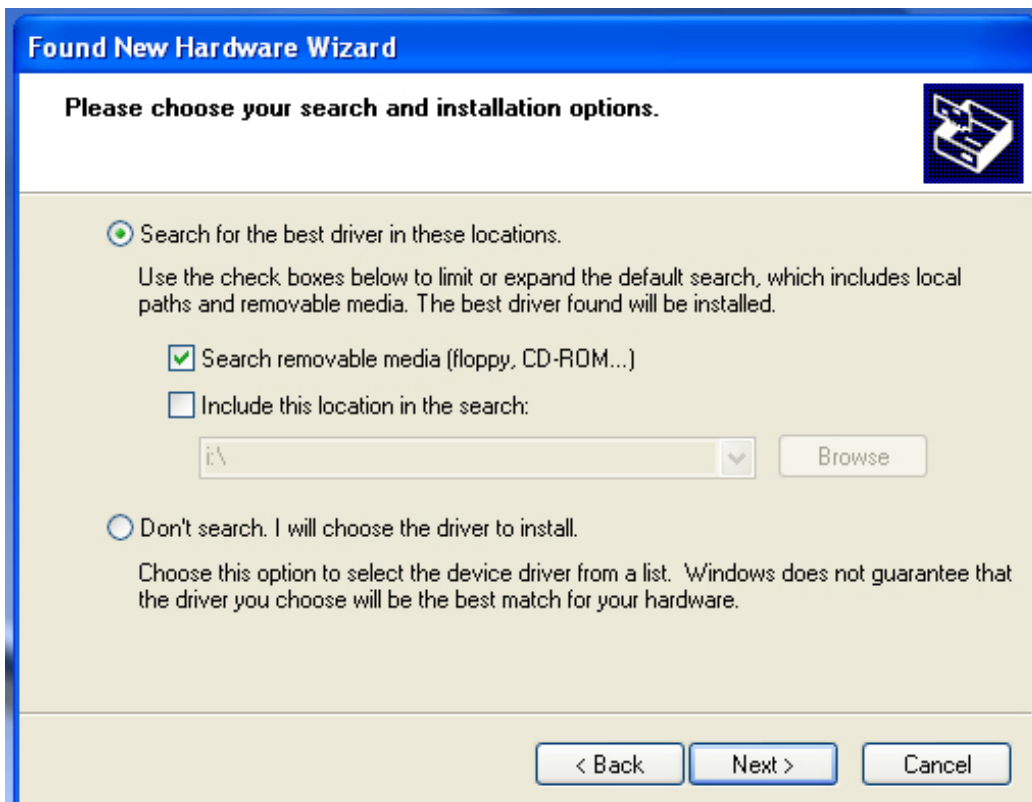 Found New Hardware Wizard
Please choose your search and installation options.
Search for the best driver in these locations.
Use the check boxes below to limit or expand the default search, which includes local
paths and removable media. The best driver found will be installed.
Search removable media (floppy, CD-ROM...)
Include this location in the search:
i:\
Browse
Don't search. I will choose the driver to install.
Choose this option to select the device driver from a list.  Windows does not guarantee that
the driver you choose will be the best match for your hardware.
< Back
Next >
Cancel